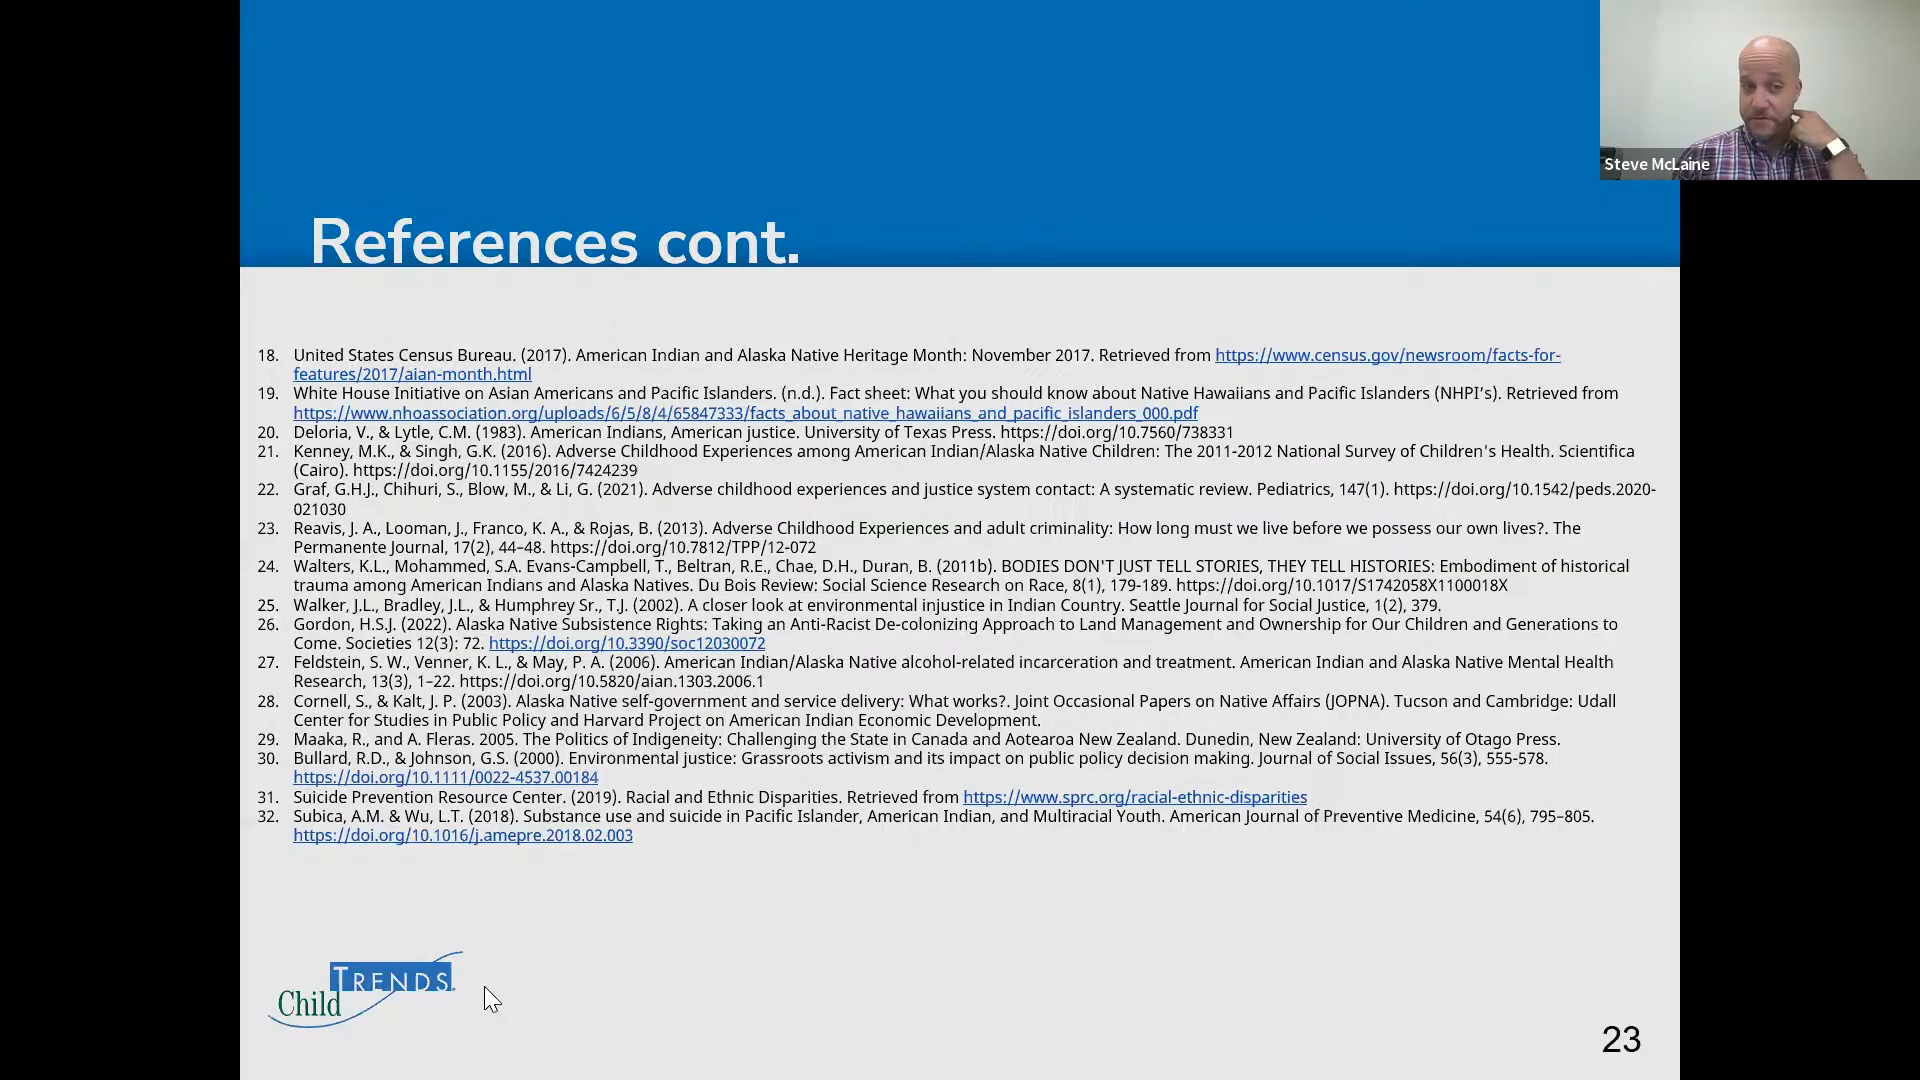 Steve McLaine
References cont.
18. United States Census Bureau. (2017). American Indian and Alaska Native Heritage Month: November 2017. Retrieved from https://www.census.gov/newsroom/facts-for-
features/2017/aian-month.html
19. White House Initiative on Asian Americans and Pacific Islanders. (n.d.). Fact sheet: What you should know about Native Hawaiians and Pacific Islanders (NHPI’s). Retrieved from
https://www.nhoassociation.org/uploads/6/5/8/4/65847333/facts_about_native_hawaiians_and_pacific_islanders_000.pdf
20. Deloria, V., & Lytle, C.M. (1983). American Indians, American justice. University of Texas Press. https://doi.org/10.7560/738331
21. Kenney, M.K., & Singh, G.K. (2016). Adverse Childhood Experiences among American Indian/Alaska Native Children: The 2011-2012 National Survey of Children's Health. Scientifica
(Cairo). https://doi.org/10.1155/2016/7424239
22. Graf, G.H.J., Chihuri, S., Blow, M., & Li, G. (2021). Adverse childhood experiences and justice system contact: A systematic review. Pediatrics, 147(1). https://doi.org/10.1542/peds.2020-
021030
23. Reavis, J. A., Looman, J., Franco, K. A., & Rojas, B. (2013). Adverse Childhood Experiences and adult criminality: How long must we live before we possess our own lives?. The
Permanente Journal, 17(2), 44–48. https://doi.org/10.7812/TPP/12-072
24. Walters, K.L., Mohammed, S.A. Evans-Campbell, T., Beltran, R.E., Chae, D.H., Duran, B. (2011b). BODIES DON'T JUST TELL STORIES, THEY TELL HISTORIES: Embodiment of historical
trauma among American Indians and Alaska Natives. Du Bois Review: Social Science Research on Race, 8(1), 179-189. https://doi.org/10.1017/S1742058X1100018X
25. Walker, J.L., Bradley, J.L., & Humphrey Sr., T.J. (2002). A closer look at environmental injustice in Indian Country. Seattle Journal for Social Justice, 1(2), 379.
26. Gordon, H.S.J. (2022). Alaska Native Subsistence Rights: Taking an Anti-Racist De-colonizing Approach to Land Management and Ownership for Our Children and Generations to
Come. Societies 12(3): 72. https://doi.org/10.3390/soc12030072
27. Feldstein, S. W., Venner, K. L., & May, P. A. (2006). American Indian/Alaska Native alcohol-related incarceration and treatment. American Indian and Alaska Native Mental Health
Research, 13(3), 1–22. https://doi.org/10.5820/aian.1303.2006.1
28. Cornell, S., & Kalt, J. P. (2003). Alaska Native self-government and service delivery: What works?. Joint Occasional Papers on Native Affairs (JOPNA). Tucson and Cambridge: Udall
Center for Studies in Public Policy and Harvard Project on American Indian Economic Development.
29. Maaka, R., and A. Fleras. 2005. The Politics of Indigeneity: Challenging the State in Canada and Aotearoa New Zealand. Dunedin, New Zealand: University of Otago Press.
30. Bullard, R.D., & Johnson, G.S. (2000). Environmental justice: Grassroots activism and its impact on public policy decision making. Journal of Social Issues, 56(3), 555-578.
https://doi.org/10.1111/0022-4537.00184
31. Suicide Prevention Resource Center. (2019). Racial and Ethnic Disparities. Retrieved from https://www.sprc.org/racial-ethnic-disparities
32. Subica, A.M. & Wu, L.T. (2018). Substance use and suicide in Pacific Islander, American Indian, and Multiracial Youth. American Journal of Preventive Medicine, 54(6), 795–805.
https://doi.org/10.1016/j.amepre.2018.02.003
Child TRENDS
23